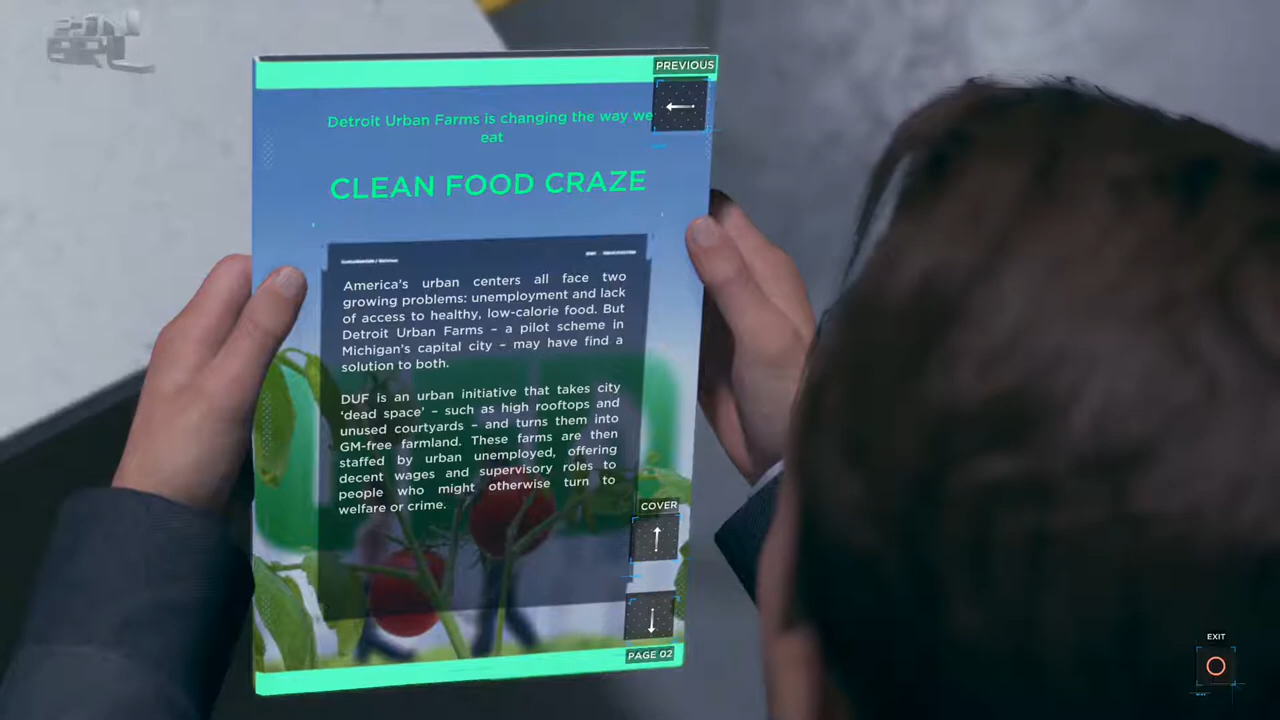 PREVIOUS
Detroit Urban Farms is changing the way we
eat
CLEAN FOOD CRAZE
America's urban centers all face two
growing problems: unemployment and lack
of access to healthy, low-calorie food. But
Detroit Urban Farms – a pilot scheme in
Michigan's capital city – may have find a
solution to both.
DUF is an urban initiative that takes city
'dead space' – such as high rooftops and
unused courtyards – and turns them into
GM-free farmland. These farms are then
staffed by urban unemployed, offering
decent wages and supervisory roles to
people who might otherwise turn to
welfare or crime.
COVER
PAGE 02
EXIT